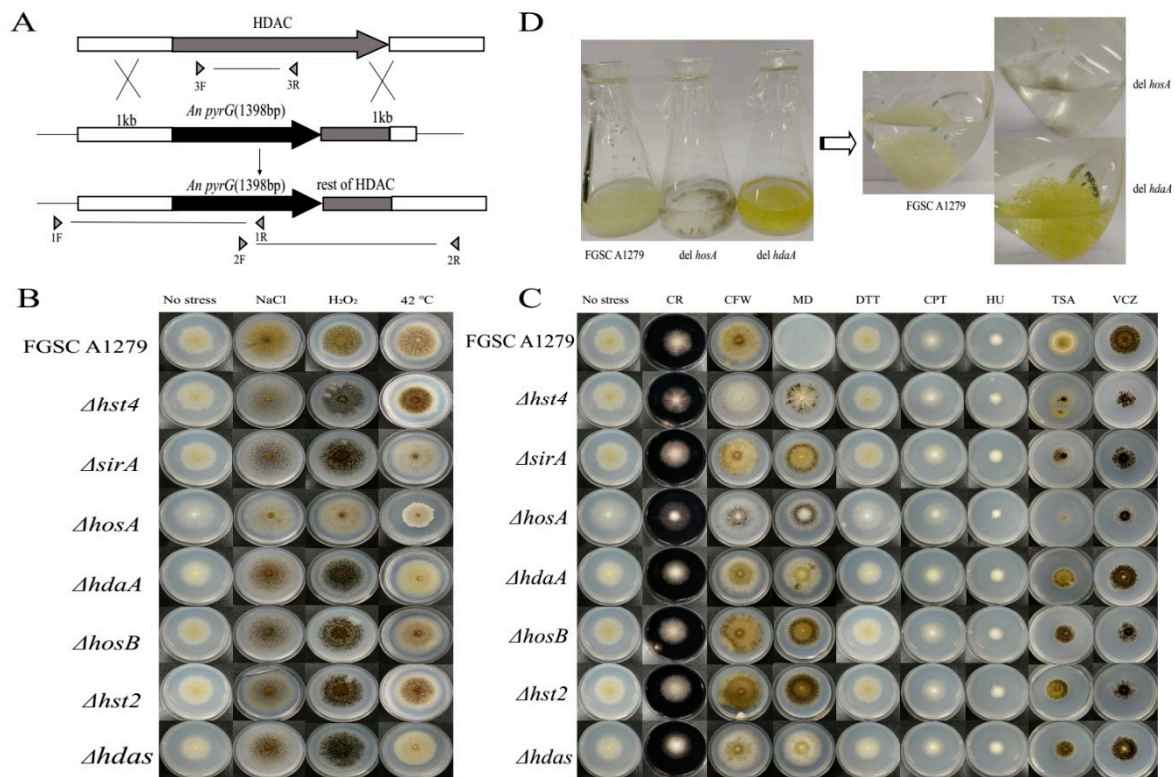 A
HDAC
3F 3R
1kb An pyrG(1398bp) 1kb
An pyrG(1398bp) rest of HDAC
1F 1R
2F 2R
D
FGSC A1279 del hosA del hdaA
FGSC A1279
del hosA
del hdaA
B
No stress NaCl H₂O₂ 42 °C
FGSC A1279
Δhst4
ΔsirA
ΔhosA
ΔhdaA
ΔhosB
Δhst2
Δhdas
C
No stress CR CFW MD DTT CPT HU TSA VCZ
FGSC A1279
Δhst4
ΔsirA
ΔhosA
ΔhdaA
ΔhosB
Δhst2
Δhdas